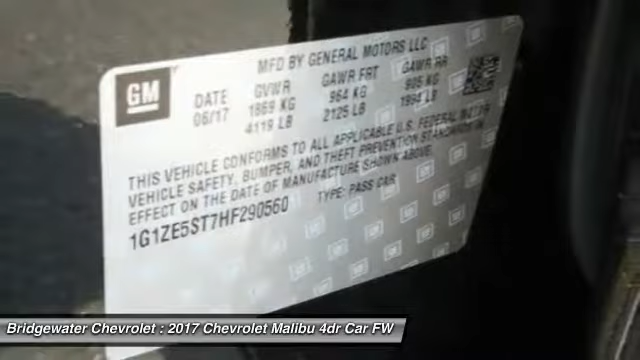 MFD BY GENERAL MOTORS LLC
GM
DATE GVWR GAWR FRT GAWR RR
06/17 1869 KG 964 KG 905 KG
4119 LB 2125 LB 1994 LB
THIS VEHICLE CONFORMS TO ALL APPLICABLE U.S. FEDERAL MOTOR
VEHICLE SAFETY, BUMPER, AND THEFT PREVENTION STANDARDS IN
EFFECT ON THE DATE OF MANUFACTURE SHOWN ABOVE.
1G1ZE5ST7HF290560 TYPE: PASS CAR
Bridgewater Chevrolet : 2017 Chevrolet Malibu 4dr Car FW